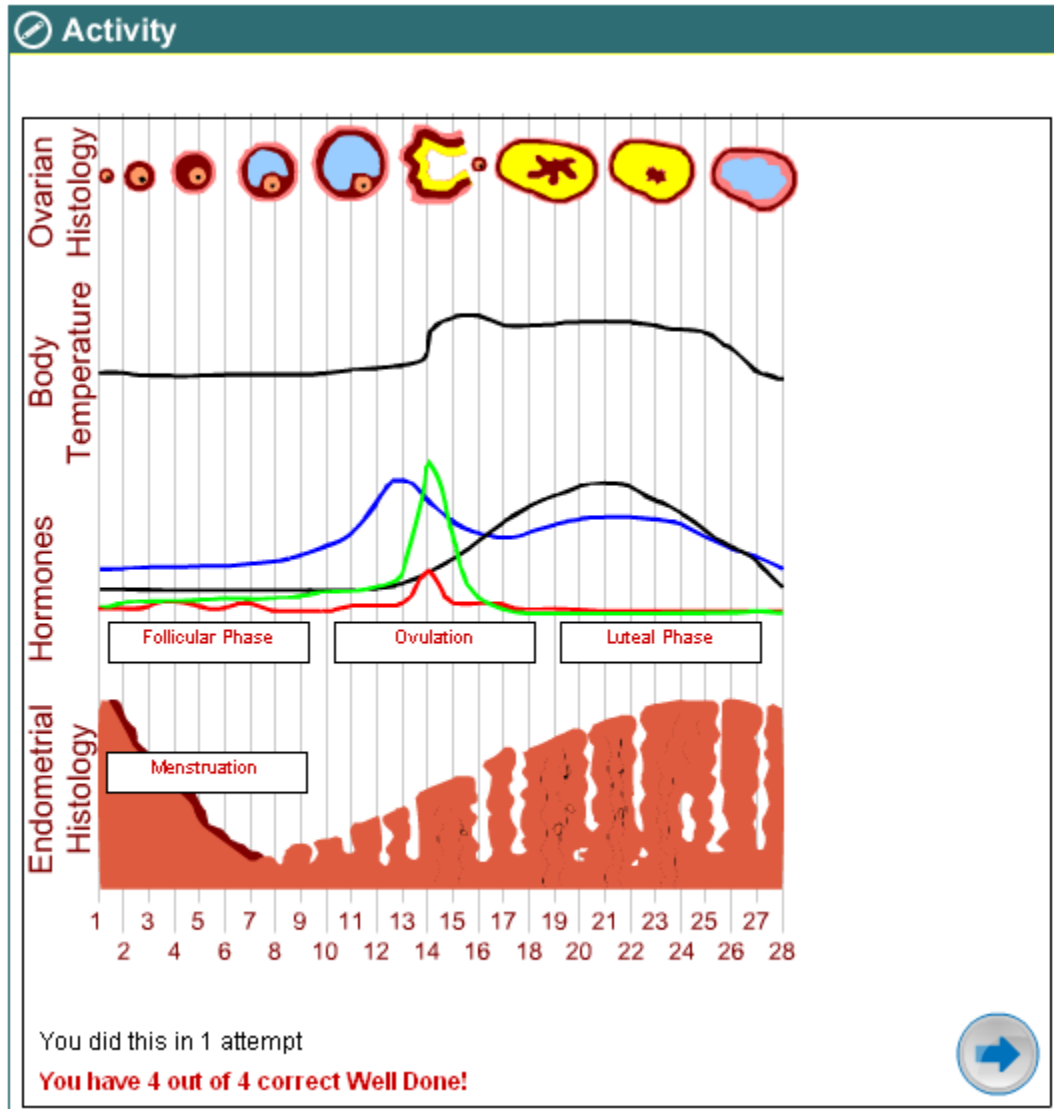 Activity
Ovarian
Histology
Body
Temperature
Hormones
Follicular Phase
Ovulation
Luteal Phase
Endometrial
Histology
Menstruation
1 3 5 7 9 11 13 15 17 19 21 23 25 27
2 4 6 8 10 12 14 16 18 20 22 24 26 28
You did this in 1 attempt
You have 4 out of 4 correct Well Done!